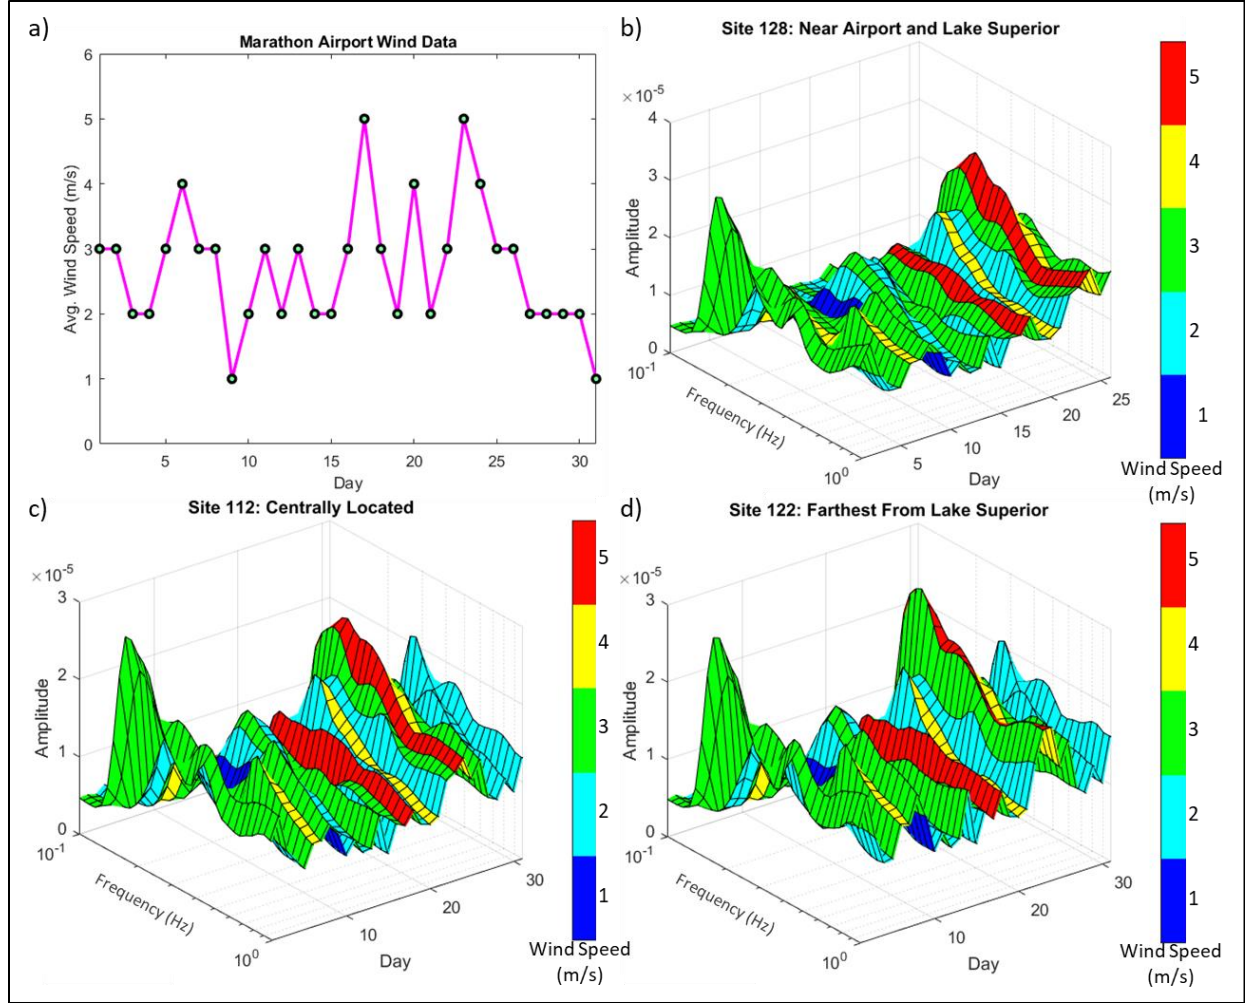 a)
Marathon Airport Wind Data
6
5
4
3
2
1
0
Avg. Wind Speed (m/s)
5
10
15
20
25
30
Day
b)
Site 128: Near Airport and Lake Superior
×10⁻⁵
4
3
2
1
0
Amplitude
10⁻¹
Frequency (Hz)
10⁰
5
10
15
20
25
Day
5
4
3
2
1
Wind Speed
(m/s)
c)
Site 112: Centrally Located
×10⁻⁵
3
2
1
0
Amplitude
10⁻¹
Frequency (Hz)
10⁰
10
20
30
Day
5
4
3
2
1
Wind Speed
(m/s)
d)
Site 122: Farthest From Lake Superior
×10⁻⁵
3
2
1
0
Amplitude
10⁻¹
Frequency (Hz)
10⁰
10
20
30
Day
5
4
3
2
1
Wind Speed
(m/s)